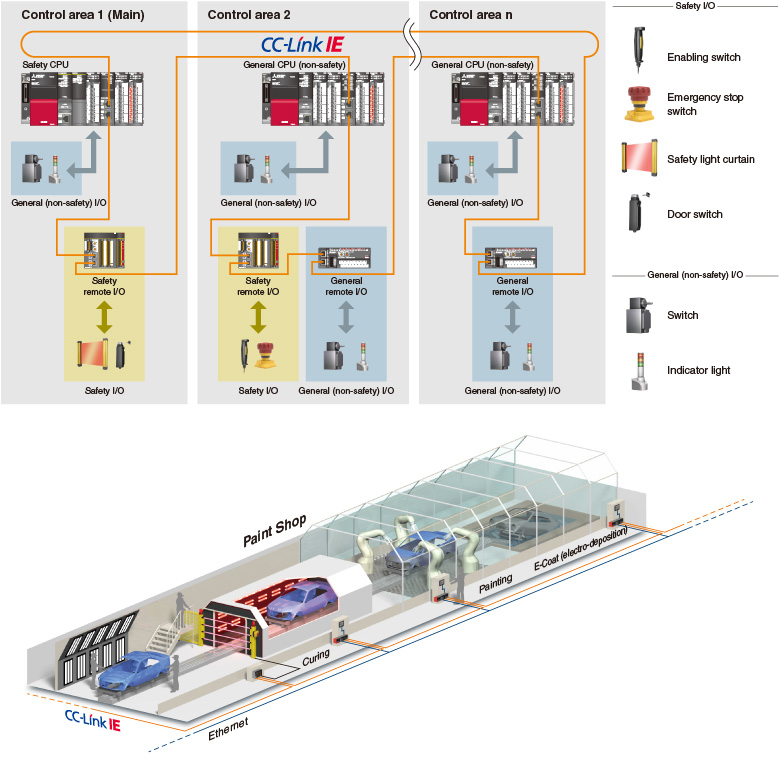 Control area 1 (Main)
Control area 2
Control area n
CC-Link IE
Safety CPU
General CPU (non-safety)
General CPU (non-safety)
General (non-safety) I/O
General (non-safety) I/O
General (non-safety) I/O
Safety
remote I/O
Safety
remote I/O
General
remote I/O
General
remote I/O
Safety I/O
Safety I/O
General (non-safety) I/O
General (non-safety) I/O
Safety I/O
Enabling switch
Emergency stop
switch
Safety light curtain
Door switch
General (non-safety) I/O
Switch
Indicator light
Paint Shop
E-Coat (electro-deposition)
Painting
Curing
CC-Link IE
Ethernet